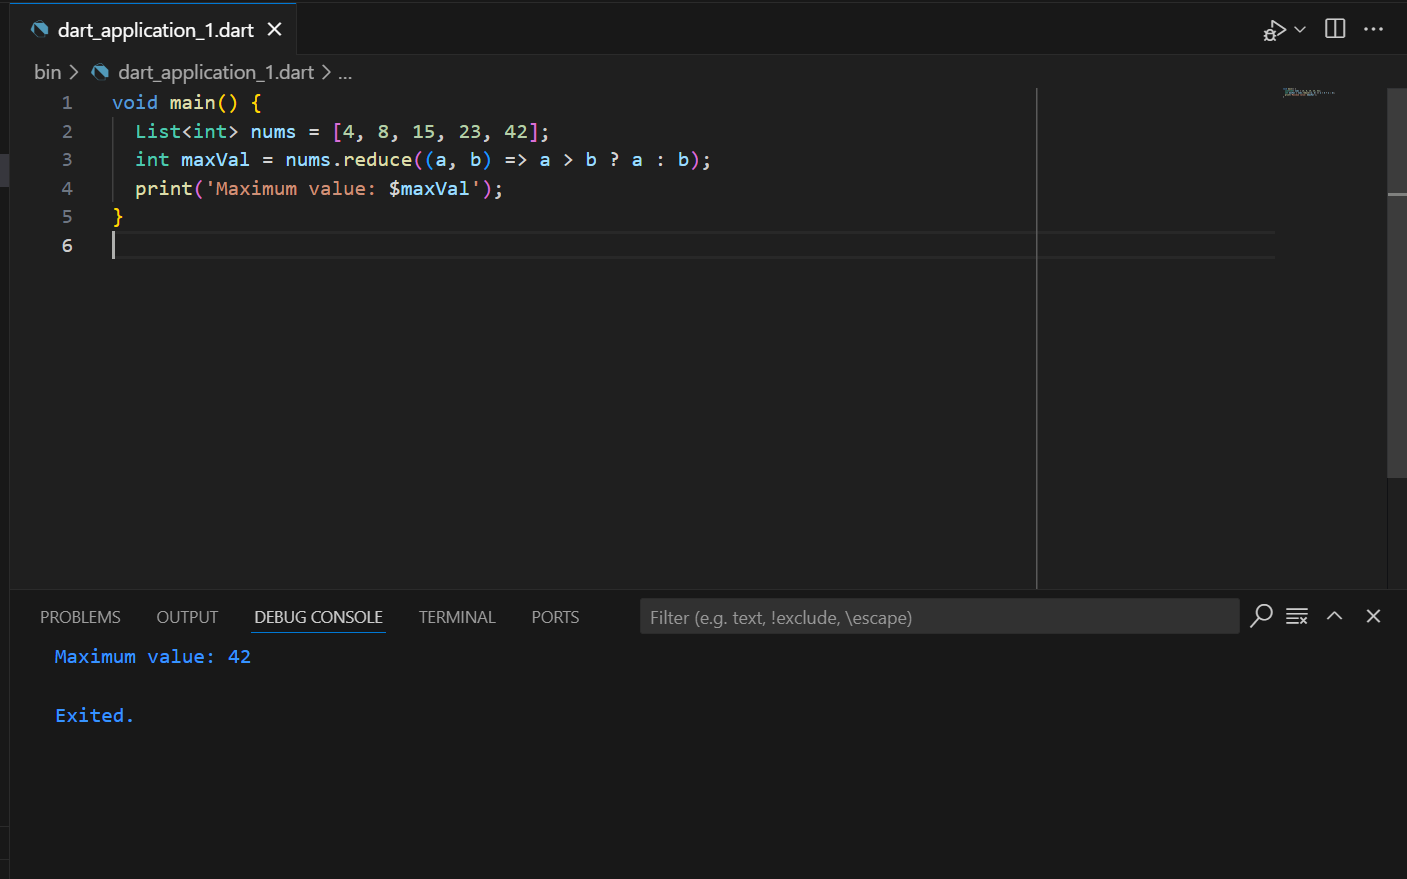 dart_application_1.dart
bin > dart_application_1.dart > ...
1 void main() {
2   List<int> nums = [4, 8, 15, 23, 42];
3   int maxVal = nums.reduce((a, b) => a > b ? a : b);
4   print('Maximum value: $maxVal');
5 }
6
PROBLEMS OUTPUT DEBUG CONSOLE TERMINAL PORTS Filter (e.g. text, !exclude, \escape)
Maximum value: 42
Exited.